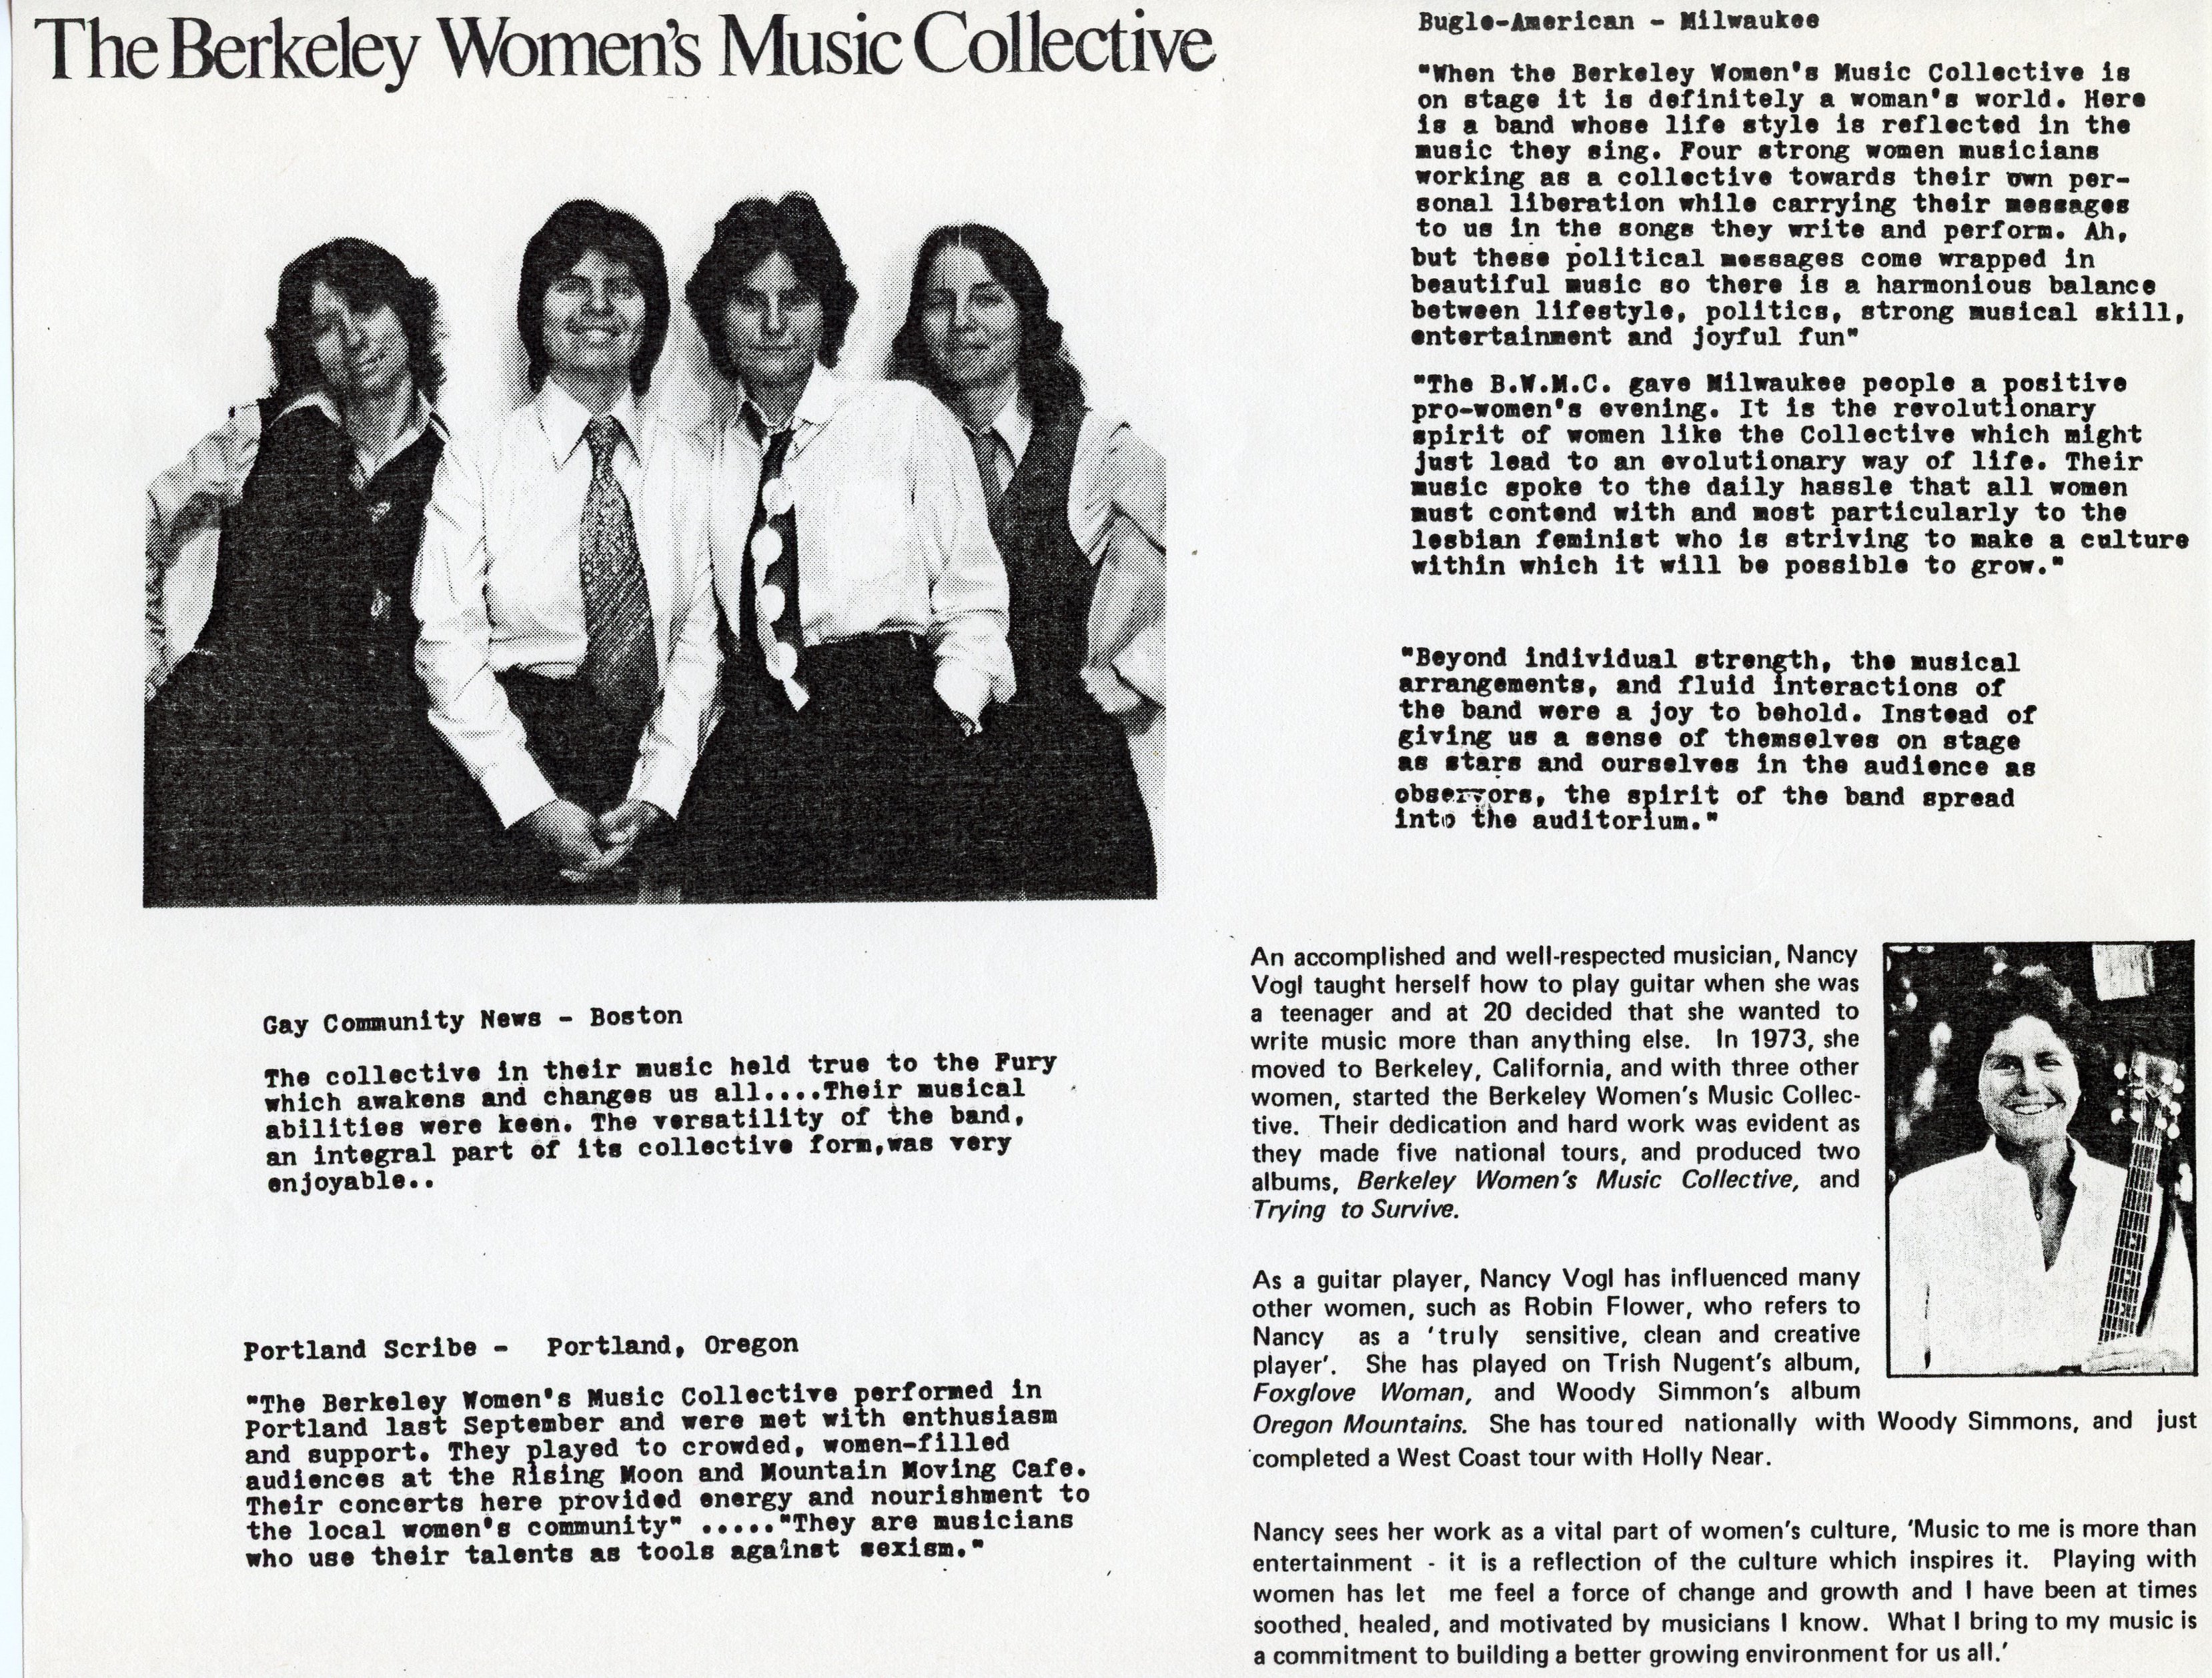 The Berkeley Women's Music Collective
Gay Community News - Boston
The collective in their music held true to the Fury
which awakens and changes us all....Their musical
abilities were keen. The versatility of the band,
an integral part of its collective form,was very
enjoyable..
Portland Scribe - Portland, Oregon
"The Berkeley Women's Music Collective performed in
Portland last September and were met with enthusiasm
and support. They played to crowded, women-filled
audiences at the Rising Moon and Mountain Moving Cafe.
Their concerts here provided energy and nourishment to
the local women's community" ....."They are musicians
who use their talents as tools against sexism."
Bugle-American - Milwaukee
"When the Berkeley Women's Music Collective is
on stage it is definitely a woman's world. Here
is a band whose life style is reflected in the
music they sing. Four strong women musicians
working as a collective towards their own per-
sonal liberation while carrying their messages
to us in the songs they write and perform. Ah,
but these political messages come wrapped in
beautiful music so there is a harmonious balance
between lifestyle, politics, strong musical skill,
entertainment and joyful fun"
"The B.W.M.C. gave Milwaukee people a positive
pro-women's evening. It is the revolutionary
spirit of women like the Collective which might
just lead to an evolutionary way of life. Their
music spoke to the daily hassle that all women
must contend with and most particularly to the
lesbian feminist who is striving to make a culture
within which it will be possible to grow."
"Beyond individual strength, the musical
arrangements, and fluid interactions of
the band were a joy to behold. Instead of
giving us a sense of themselves on stage
as stars and ourselves in the audience as
observors, the spirit of the band spread
into the auditorium."
An accomplished and well-respected musician, Nancy
Vogl taught herself how to play guitar when she was
a teenager and at 20 decided that she wanted to
write music more than anything else. In 1973, she
moved to Berkeley, California, and with three other
women, started the Berkeley Women's Music Collec-
tive. Their dedication and hard work was evident as
they made five national tours, and produced two
albums, Berkeley Women's Music Collective, and
Trying to Survive.
As a guitar player, Nancy Vogl has influenced many
other women, such as Robin Flower, who refers to
Nancy as a 'truly sensitive, clean and creative
player'. She has played on Trish Nugent's album,
Foxglove Woman, and Woody Simmon's album
Oregon Mountains. She has toured nationally with Woody Simmons, and just
completed a West Coast tour with Holly Near.
Nancy sees her work as a vital part of women's culture, 'Music to me is more than
entertainment - it is a reflection of the culture which inspires it. Playing with
women has let me feel a force of change and growth and I have been at times
soothed, healed, and motivated by musicians I know. What I bring to my music is
a commitment to building a better growing environment for us all.'